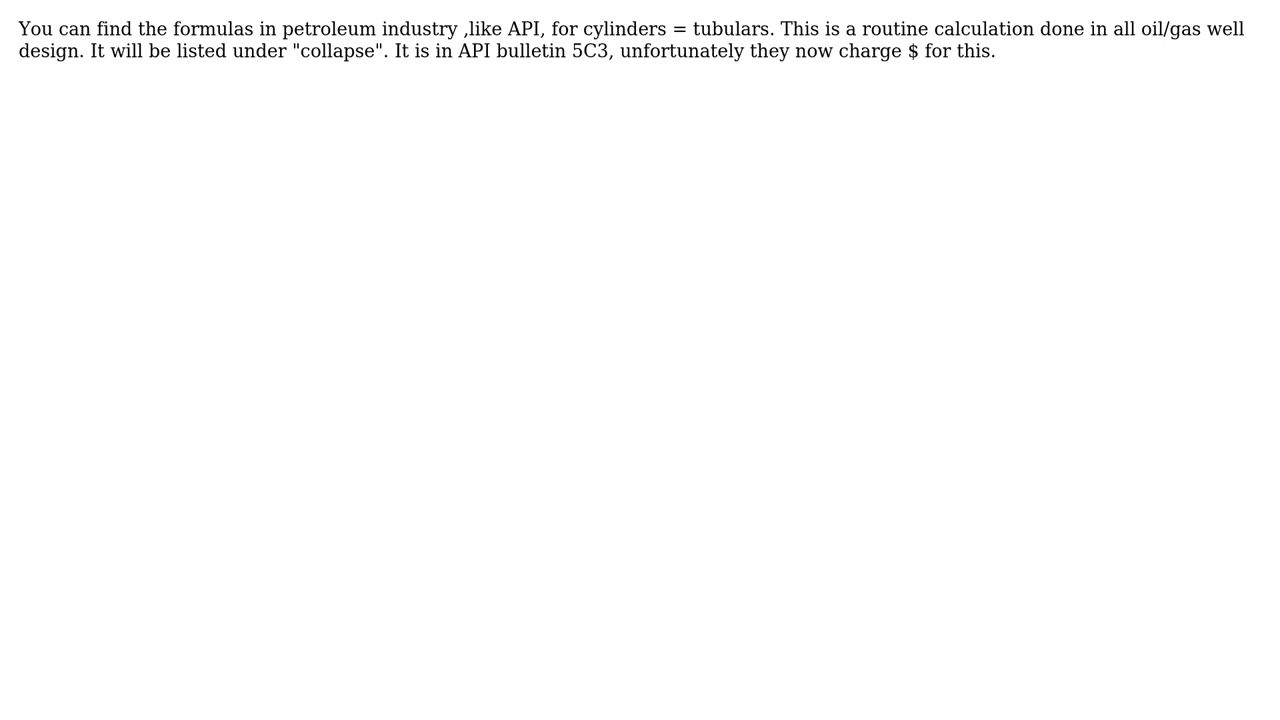 You can find the formulas in petroleum industry ,like API, for cylinders = tubulars. This is a routine calculation done in all oil/gas well
design. It will be listed under "collapse". It is in API bulletin 5C3, unfortunately they now charge $ for this.